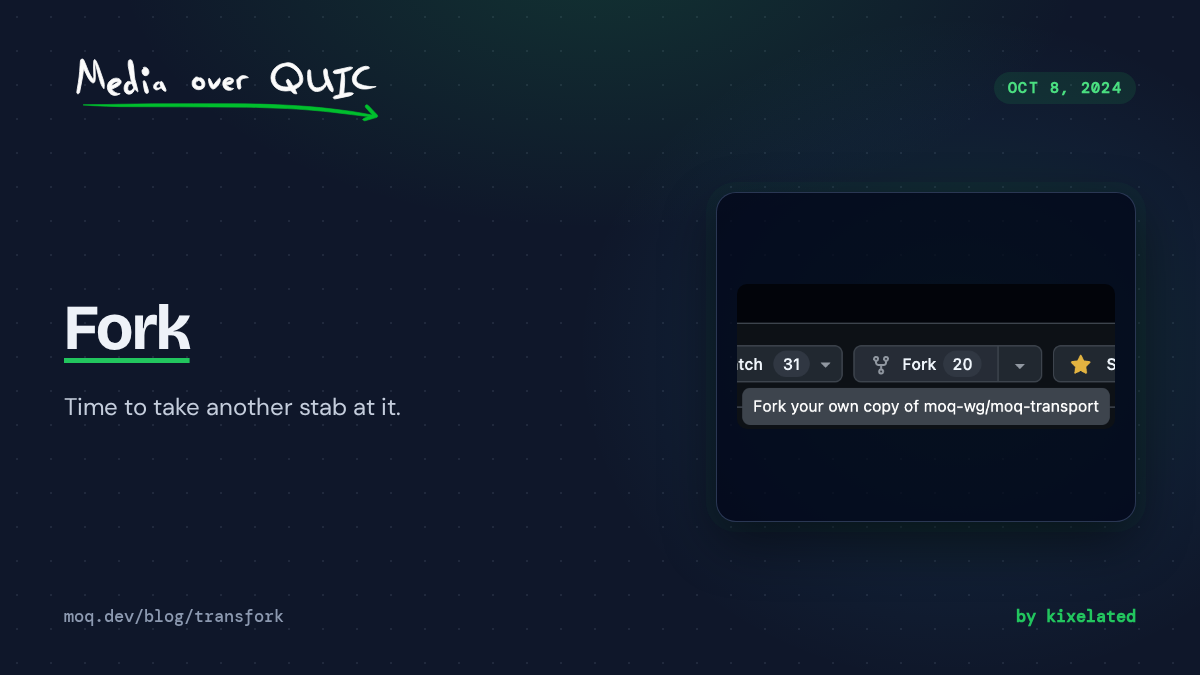 Media over QUIC
OCT 8, 2024
Fork
Time to take another stab at it.
tch 31 Fork 20 S
Fork your own copy of moq-wg/moq-transport
moq.dev/blog/transfork
by kixelated